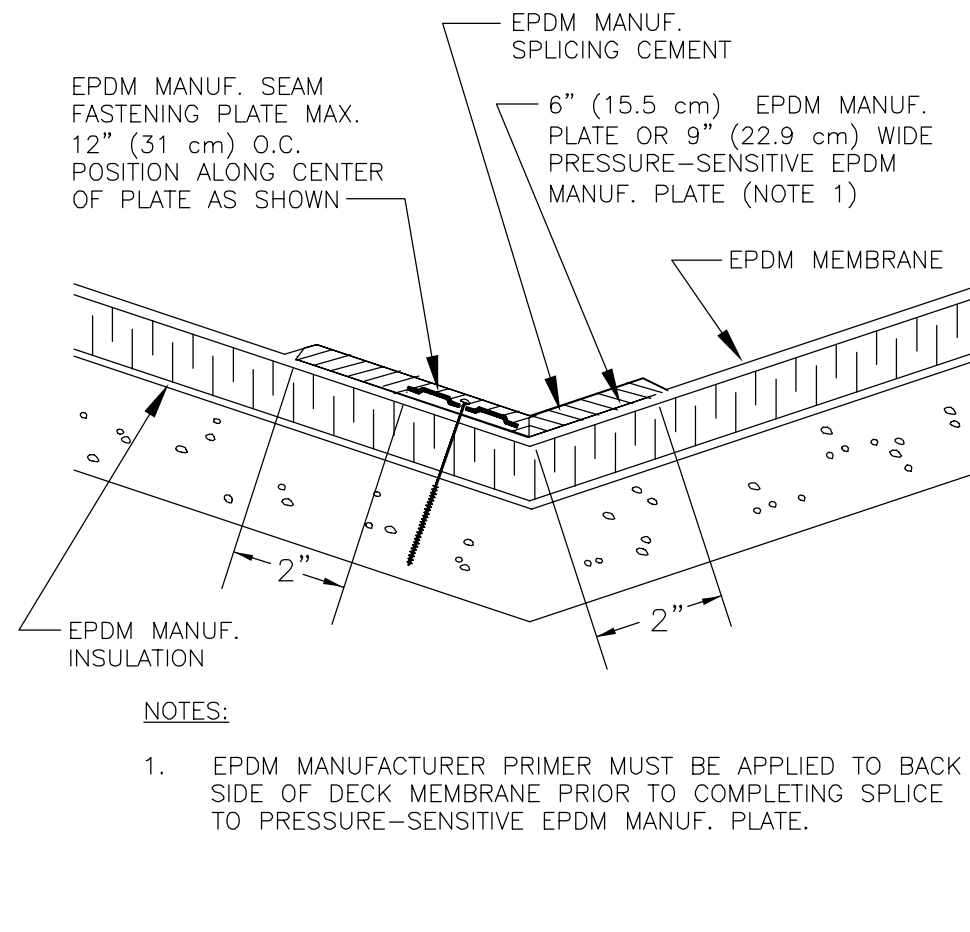 EPDM MANUF.
SPLICING CEMENT
EPDM MANUF. SEAM
FASTENING PLATE MAX.
12” (31 cm) O.C.
POSITION ALONG CENTER
OF PLATE AS SHOWN
6” (15.5 cm) EPDM MANUF.
PLATE OR 9” (22.9 cm) WIDE
PRESSURE–SENSITIVE EPDM
MANUF. PLATE (NOTE 1)
EPDM MEMBRANE
2”
2”
EPDM MANUF.
INSULATION
NOTES:
1. EPDM MANUFACTURER PRIMER MUST BE APPLIED TO BACK
SIDE OF DECK MEMBRANE PRIOR TO COMPLETING SPLICE
TO PRESSURE–SENSITIVE EPDM MANUF. PLATE.